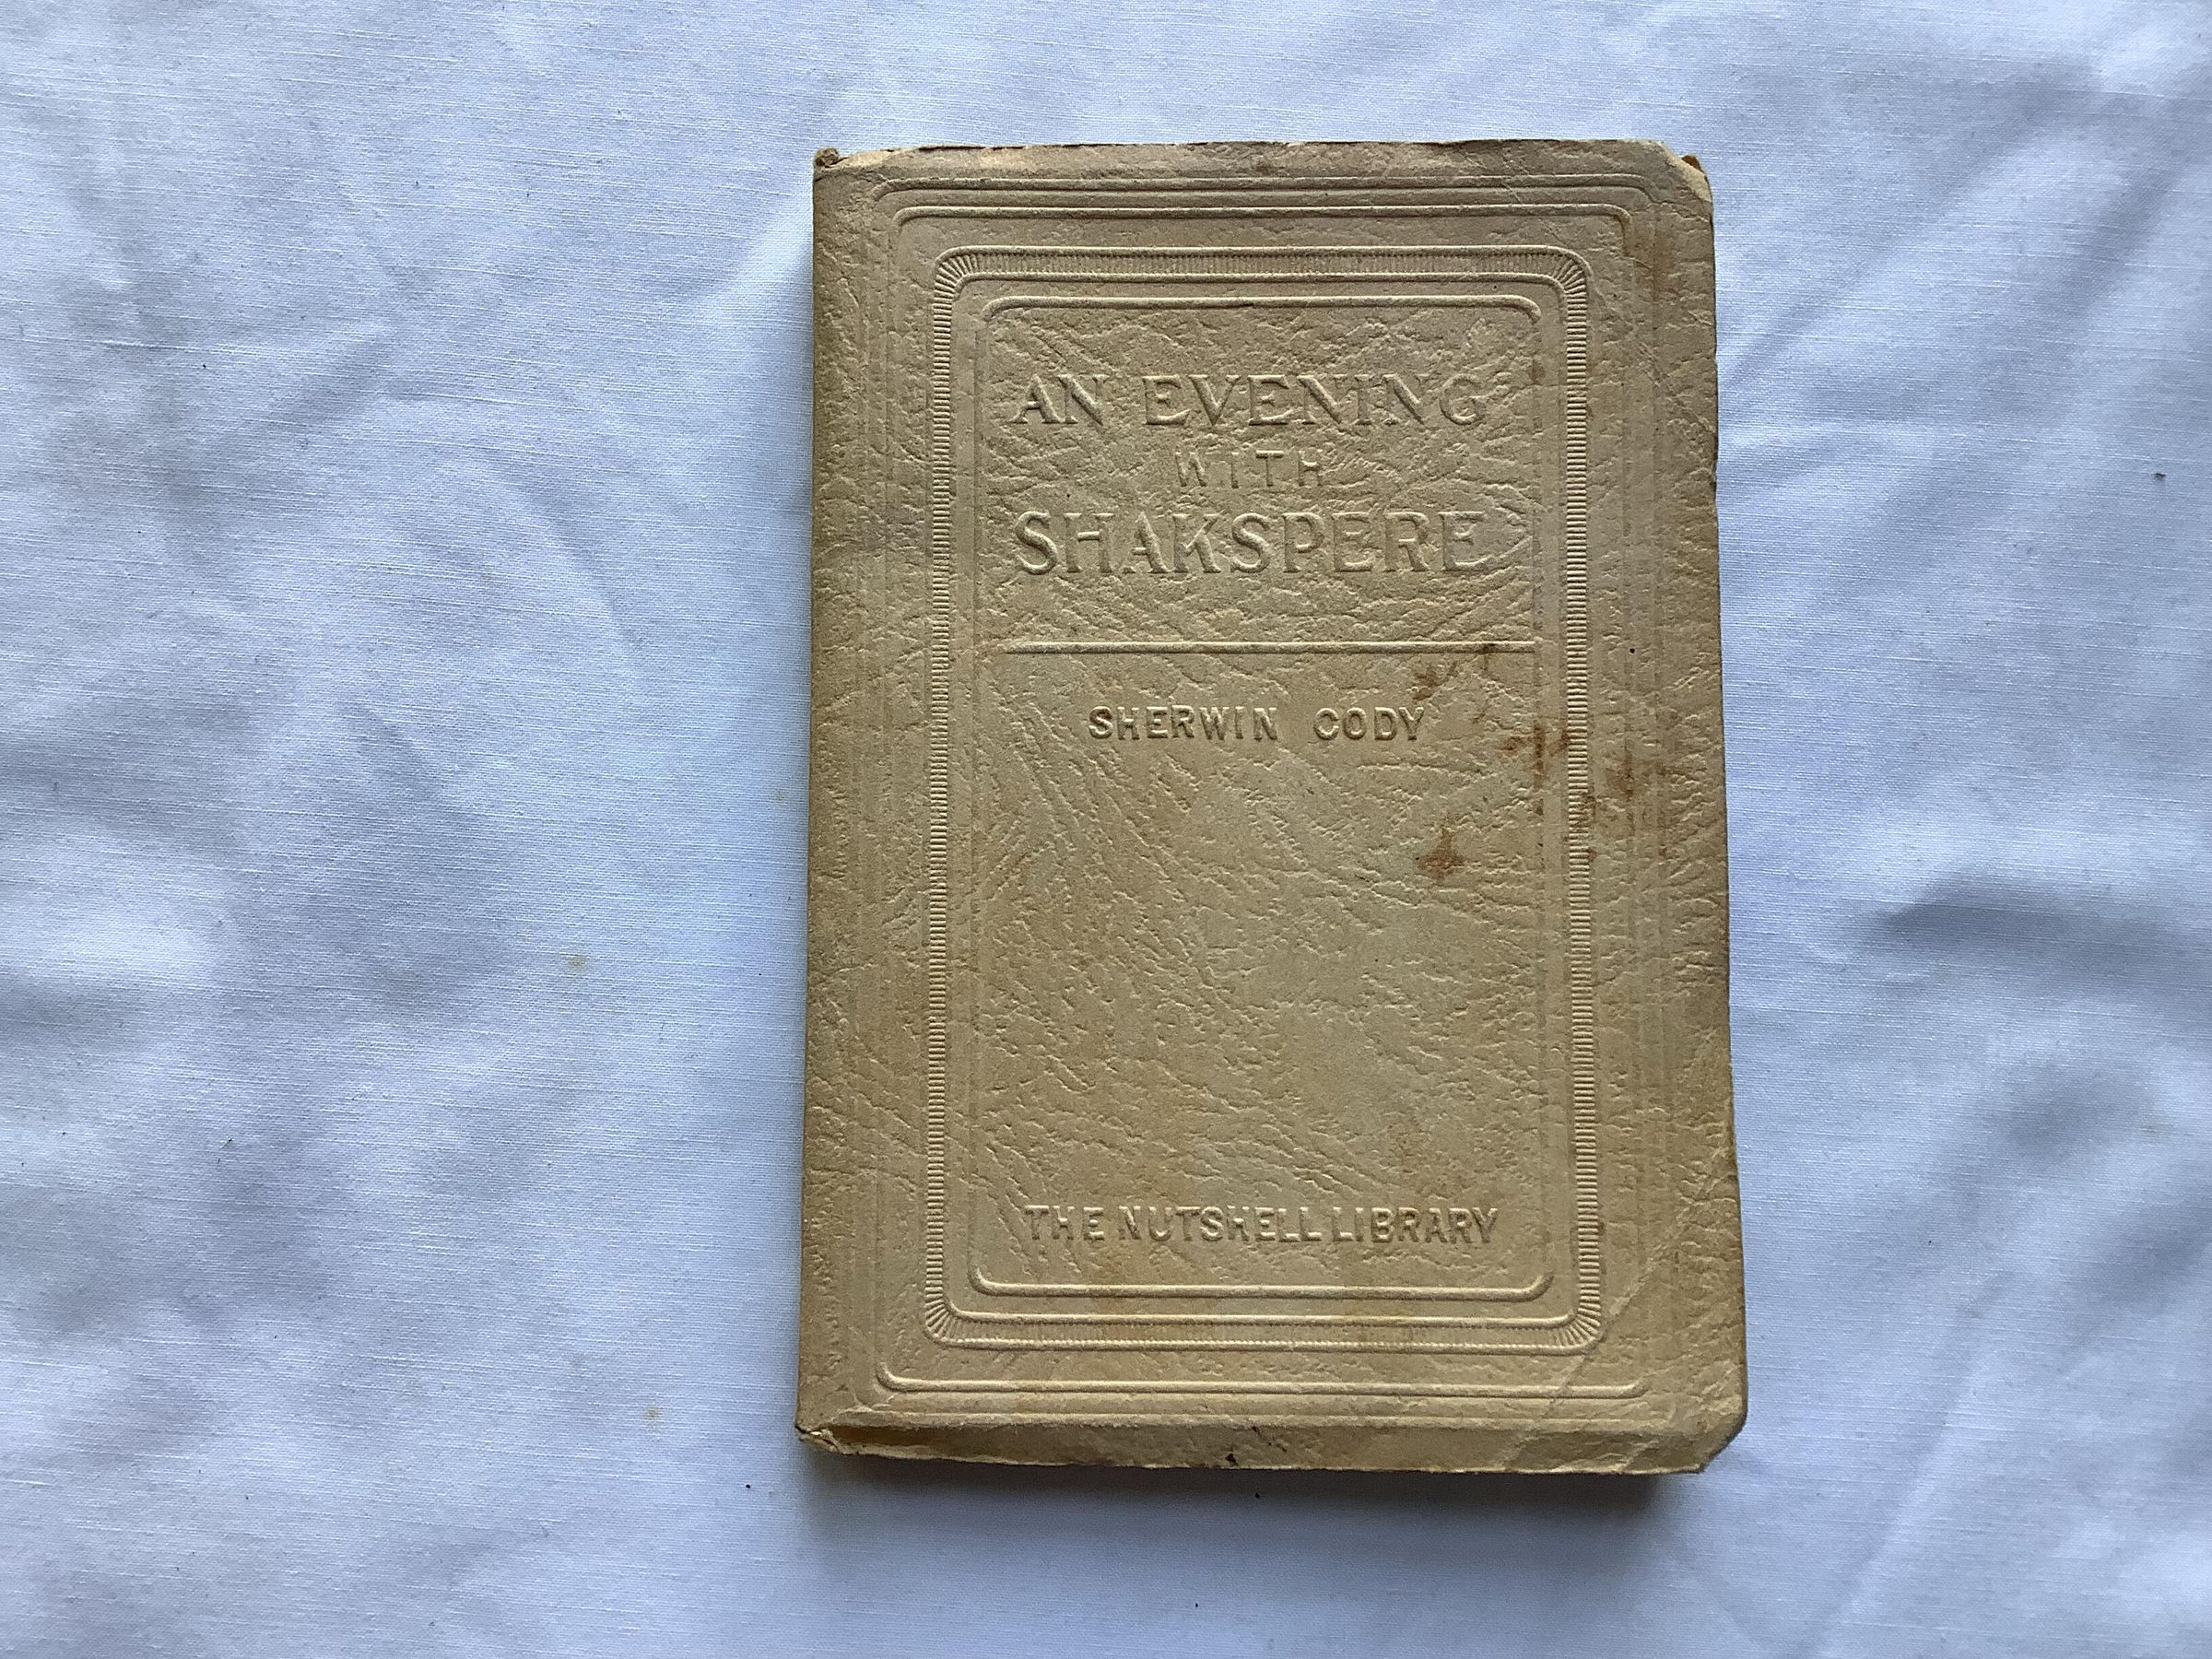 AN EVENING
WITH
SHAKSPERE
SHERWIN CODY
THE NUTSHELL LIBRARY